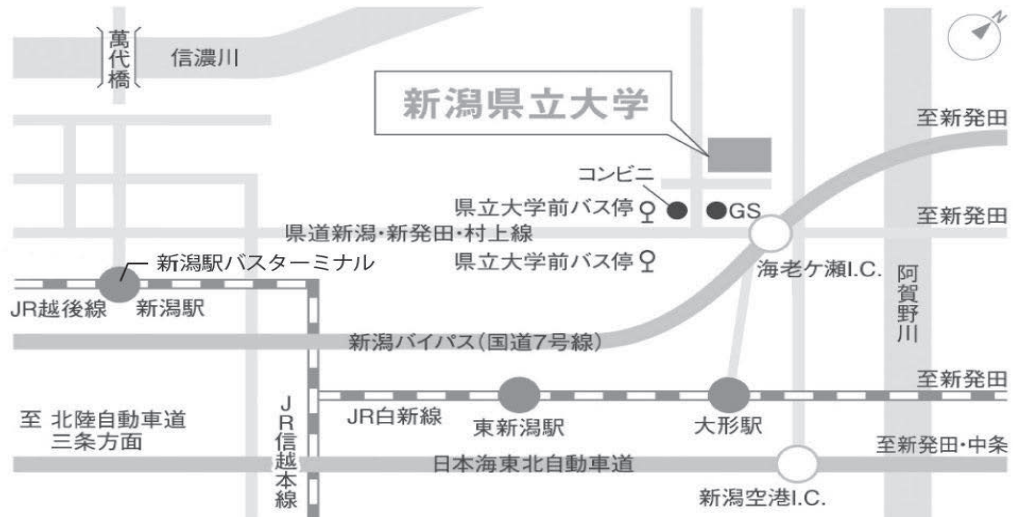 N
萬代橋
信濃川
新潟県立大学
至新発田
コンビニ
県立大学前バス停
GS
至新発田
県道新潟・新発田・村上線
新潟駅バスターミナル
県立大学前バス停
海老ケ瀬I.C.
阿賀野川
JR越後線
新潟駅
新潟バイパス(国道7号線)
至新発田
JR白新線
東新潟駅
大形駅
至 北陸自動車道
三条方面
JR信越本線
至新発田・中条
日本海東北自動車道
新潟空港I.C.